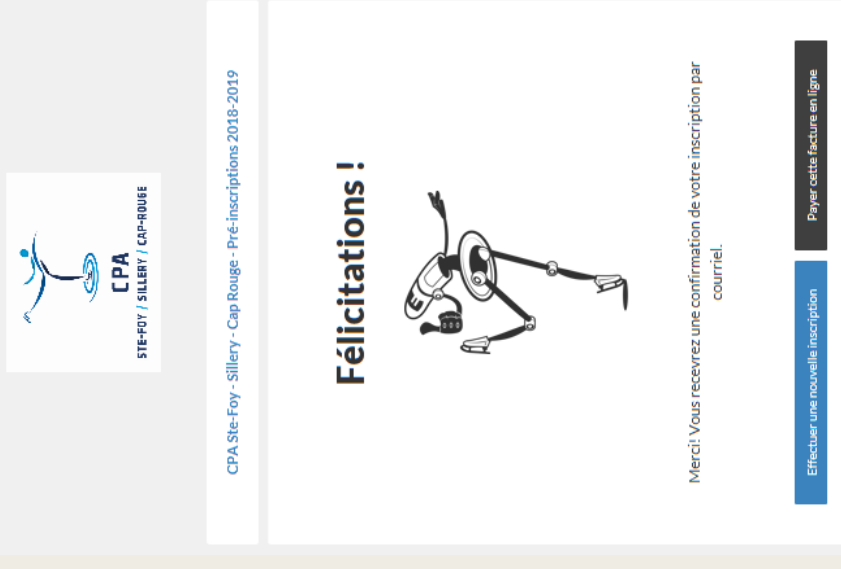 CPA
STE-FOY / SILLERY / CAP-ROUGE
CPA Ste-Foy - Sillery - Cap Rouge - Pré-inscriptions 2018-2019
Félicitations !
E
Merci! Vous recevrez une confirmation de votre inscription par
courriel.
Effectuer une nouvelle inscription
Payer cette facture en ligne